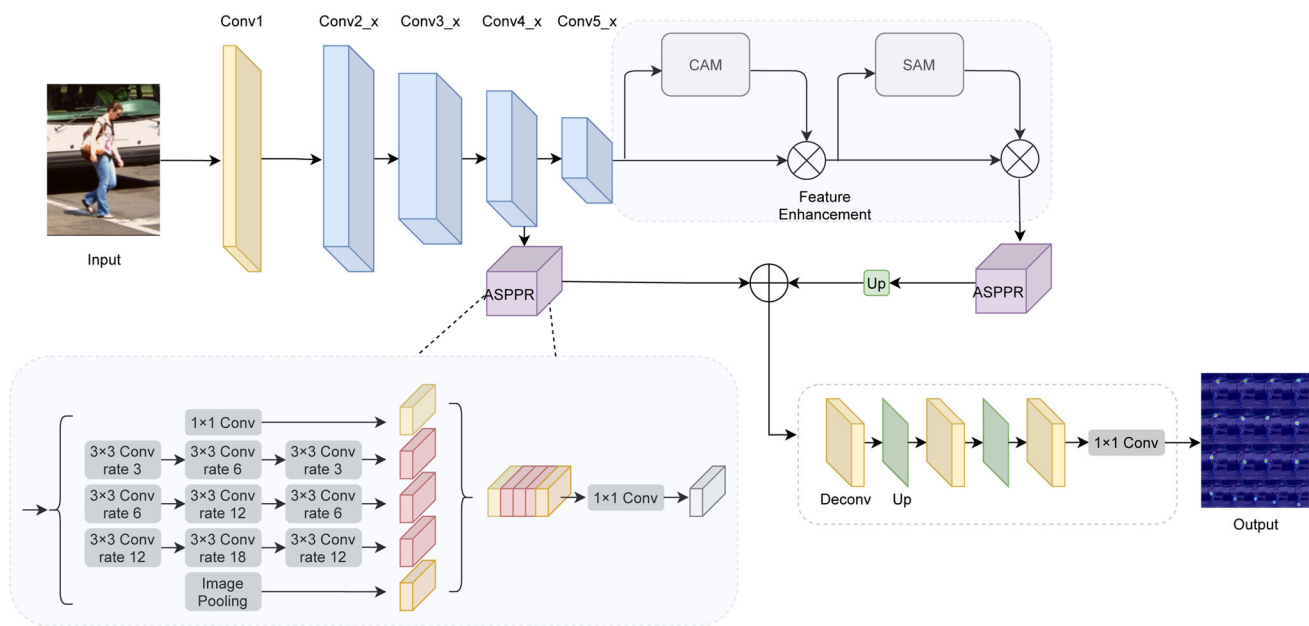 Conv1
Conv2_x
Conv3_x
Conv4_x
Conv5_x
CAM
SAM
Feature
Enhancement
Input
ASPPR
Up
ASPPR
1×1 Conv
3×3 Conv
rate 3
3×3 Conv
rate 6
3×3 Conv
rate 3
3×3 Conv
rate 6
3×3 Conv
rate 12
3×3 Conv
rate 6
3×3 Conv
rate 12
3×3 Conv
rate 18
3×3 Conv
rate 12
Image
Pooling
1×1 Conv
Deconv
Up
1×1 Conv
Output